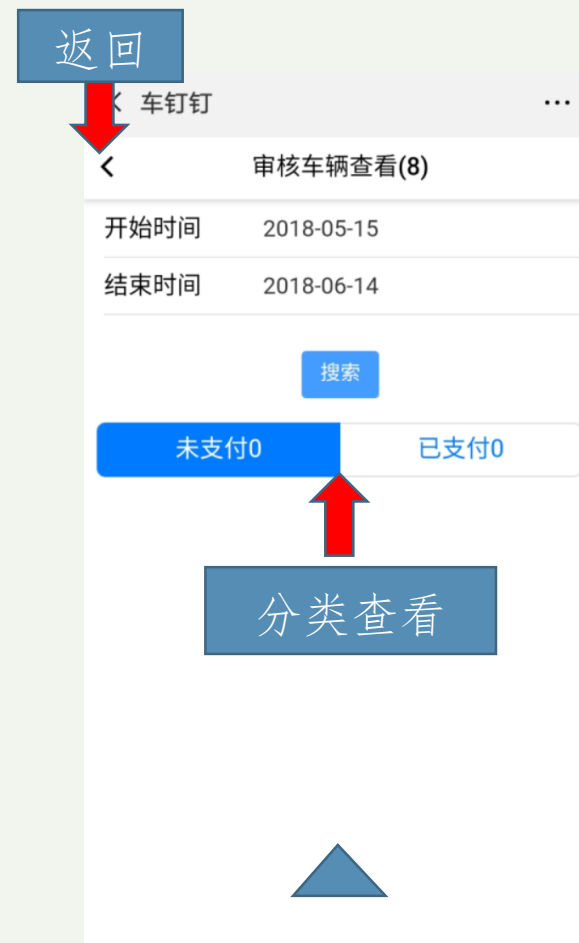 返回
车钉钉
审核车辆查看(8)
开始时间 2018-05-15
结束时间 2018-06-14
搜索
未支付0 已支付0
分类查看